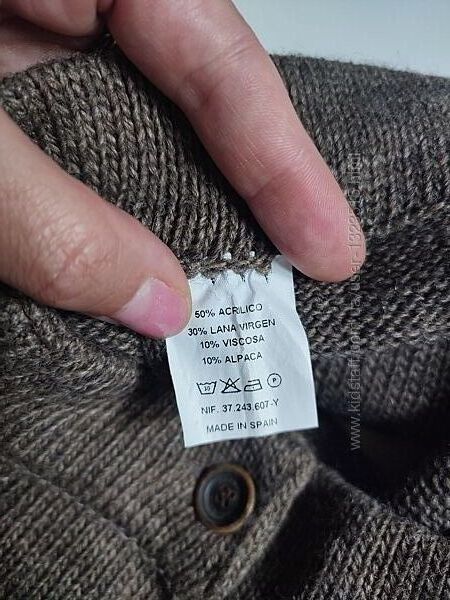 50% ACRILICO
30% LANA VIRGEN
10% VISCOSA
10% ALPACA
NIF. 37.243.607-Y
MADE IN SPAIN